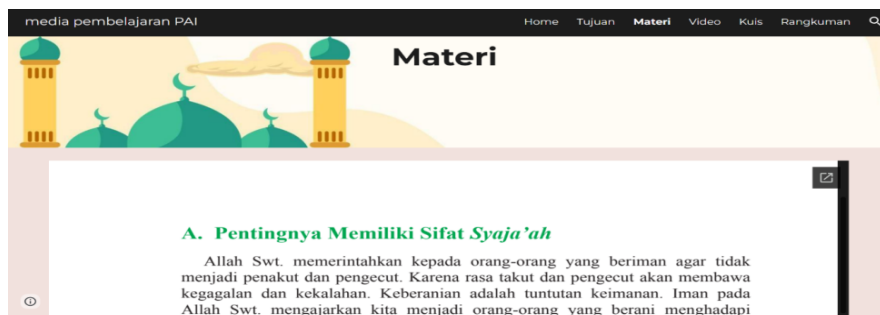 media pembelajaran PAI
Home Tujuan Materi Video Kuis Rangkuman
Materi
A. Pentingnya Memiliki Sifat Syaja’ah
Allah Swt. memerintahkan kepada orang-orang yang beriman agar tidak
menjadi penakut dan pengecut. Karena rasa takut dan pengecut akan membawa
kegagalan dan kekalahan. Keberanian adalah tuntutan keimanan. Iman pada
Allah Swt. mengajarkan kita menjadi orang-orang yang berani menghadapi